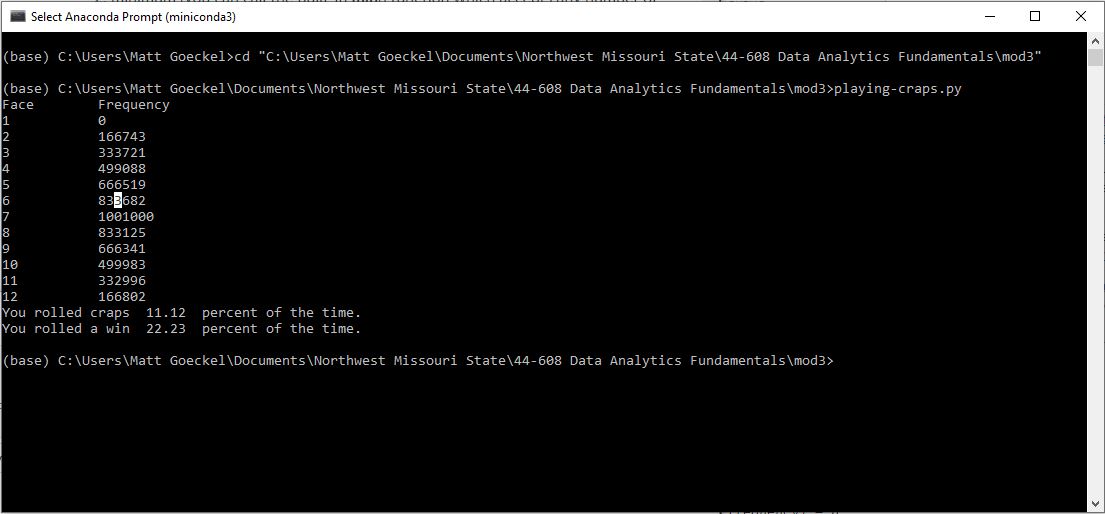 Select Anaconda Prompt (miniconda3)
(base) C:\Users\Matt Goeckel>cd "C:\Users\Matt Goeckel\Documents\Northwest Missouri State\44-608 Data Analytics Fundamentals\mod3"
(base) C:\Users\Matt Goeckel\Documents\Northwest Missouri State\44-608 Data Analytics Fundamentals\mod3>playing-craps.py
Face Frequency
1 0
2 166743
3 333721
4 499088
5 666519
6 833682
7 1001000
8 833125
9 666341
10 499983
11 332996
12 166802
You rolled craps  11.12  percent of the time.
You rolled a win  22.23  percent of the time.
(base) C:\Users\Matt Goeckel\Documents\Northwest Missouri State\44-608 Data Analytics Fundamentals\mod3>